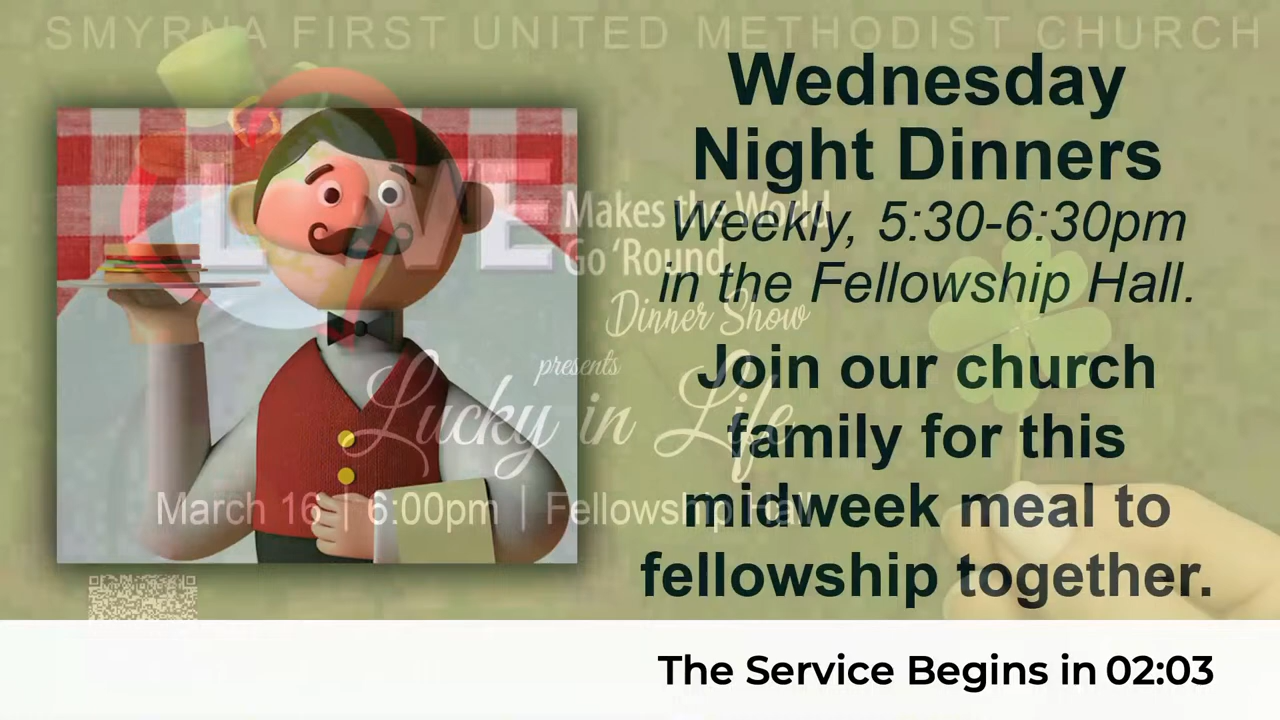 SMYRNA FIRST UNITED METHODIST CHURCH
Wednesday
Night Dinners
Weekly, 5:30-6:30pm
in the Fellowship Hall.
Join our church
family for this
midweek meal to
fellowship together.
LOVE
Makes the World
Go ‘Round
Dinner Show
presents
Lucky in Life
March 16 | 6:00pm | Fellowship Hall
The Service Begins in 02:03